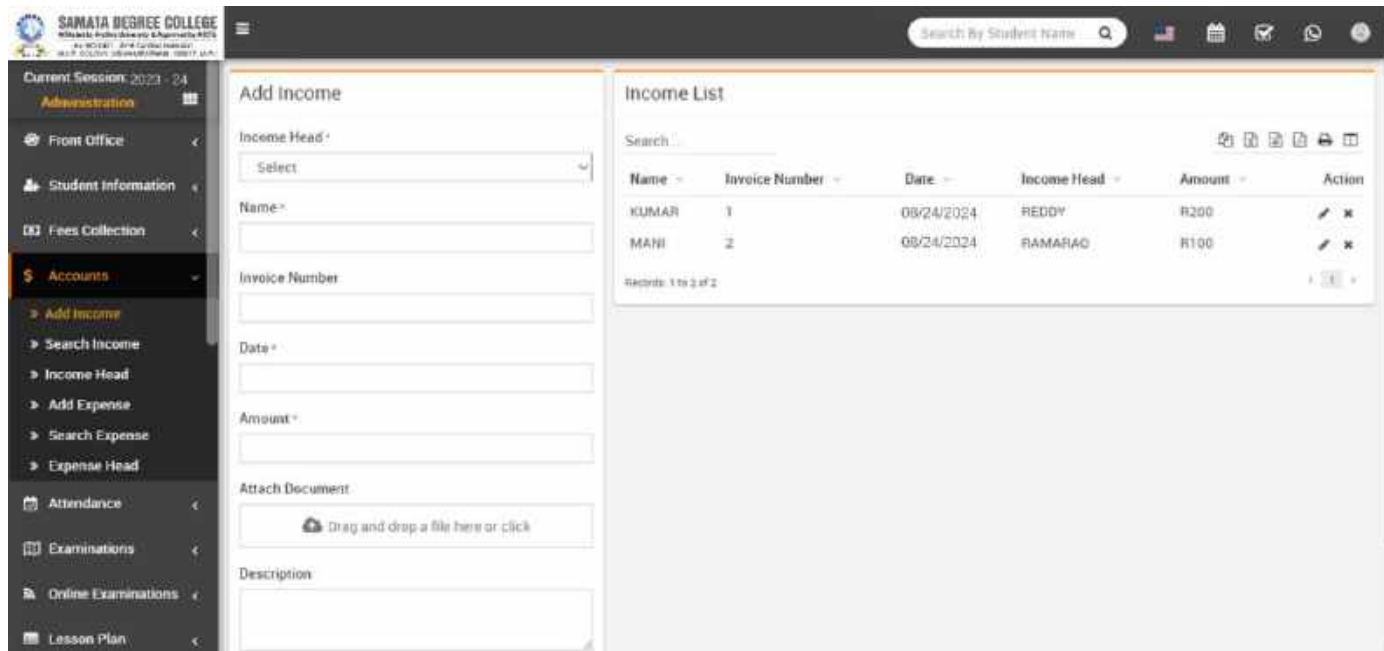 SAMATA DEGREE COLLEGE
Search By Student Name
Current Session: 2023 - 24
Administration
Front Office
Student Information
Fees Collection
Accounts
Add Income
Search Income
Income Head
Add Expense
Search Expense
Expense Head
Attendance
Examinations
Online Examinations
Lesson Plan
Add Income
Income Head *
Select
Name *
Invoice Number
Date *
Amount *
Attach Document
Drag and drop a file here or click
Description
Income List
Search...
Name Invoice Number Date Income Head Amount Action
KUMAR 1 08/24/2024 REDDY R200
MANI 2 08/24/2024 RAMARAO R100
Records: 1 to 2 of 2
1